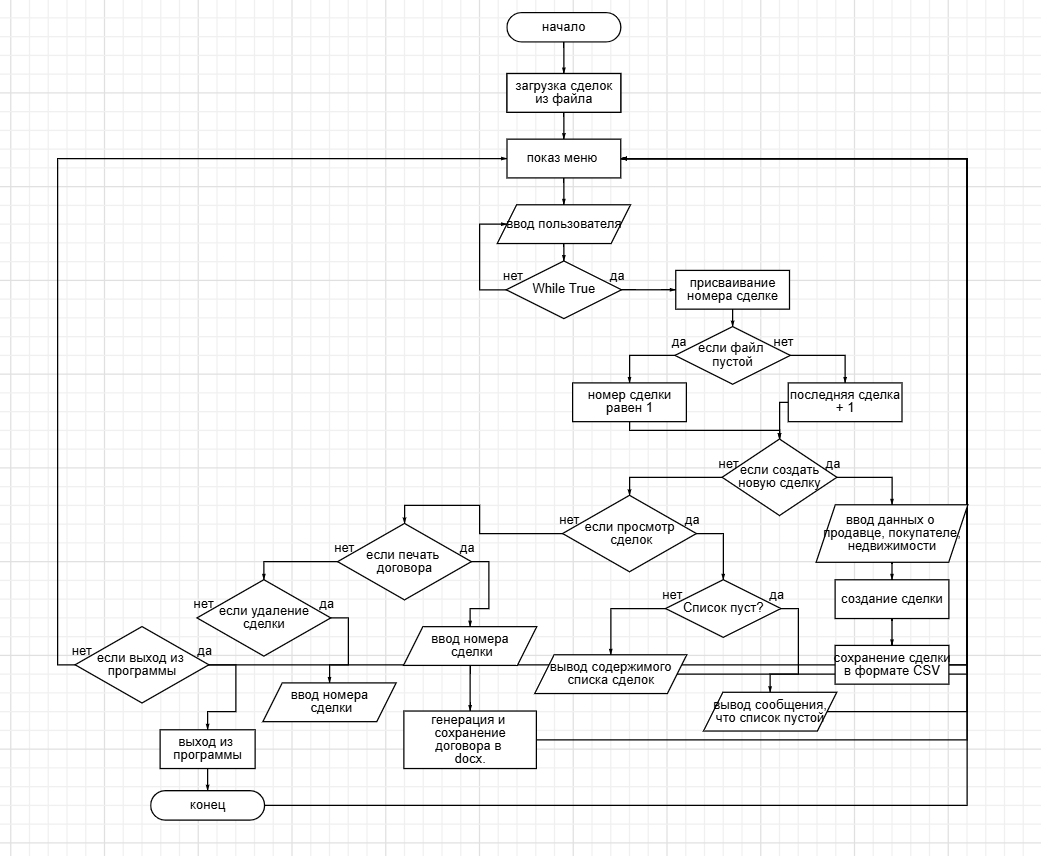 начало
загрузка сделок
из файла
показ меню
ввод пользователя
нет
да
While True
присваивание
номера сделке
да
нет
если файл
пустой
номер сделки
равен 1
последняя сделка
+ 1
нет
да
если создать
новую сделку
нет
да
если просмотр
сделок
ввод данных о
продавце, покупателе,
недвижимости
нет
да
если печать
договора
создание сделки
нет
да
если удаление
сделки
нет
да
Список пуст?
ввод номера
сделки
нет
да
если выход из
программы
вывод содержимого
списка сделок
сохранение сделки
в формате CSV
ввод номера
сделки
вывод сообщения,
что список пустой
генерация и
сохранение
договора в
docx.
выход из
программы
конец